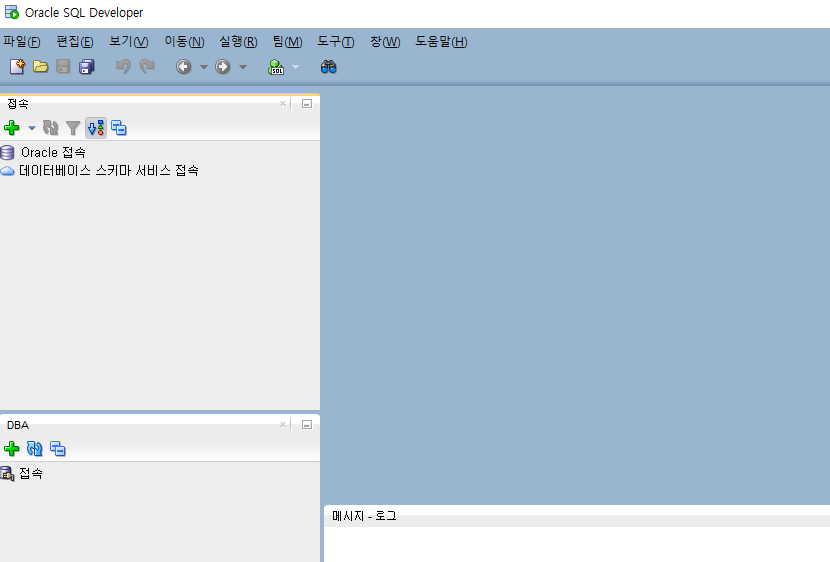 Oracle SQL Developer
파일(F) 편집(E) 보기(V) 이동(N) 실행(R) 팀(M) 도구(T) 창(W) 도움말(H)
SQL
접속
Oracle 접속
데이터베이스 스키마 서비스 접속
DBA
접속
메시지 - 로그